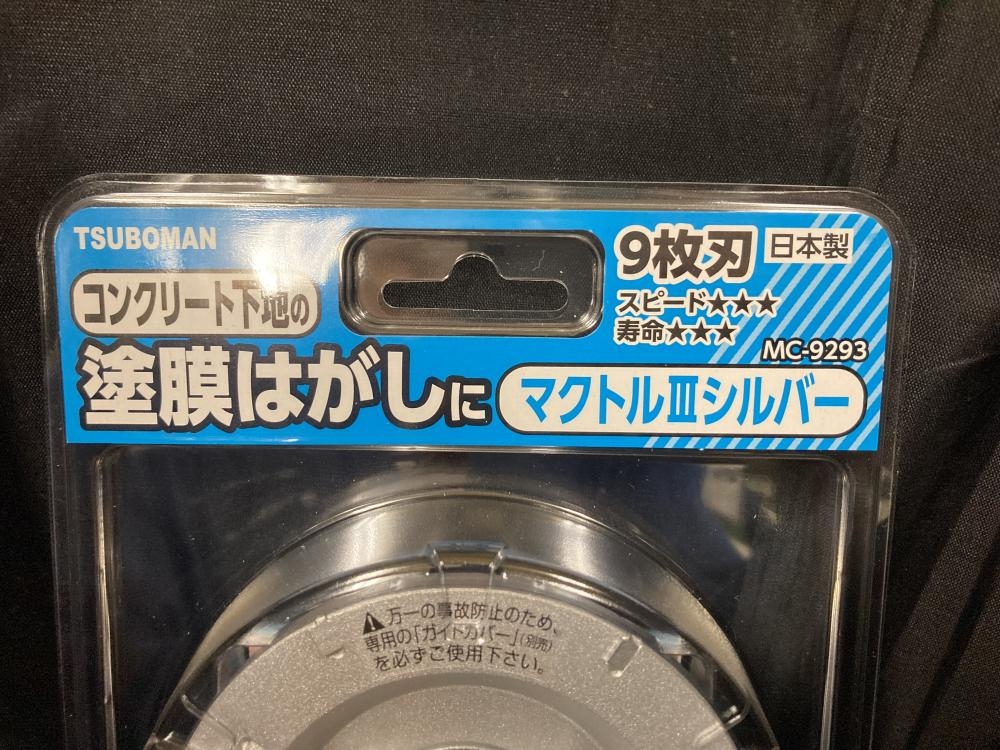 TSUBOMAN
コンクリート下地の
塗膜はがしに
9枚刃
日本製
スピード★★★
寿命★★★
MC-9293
マクトルⅢシルバー
⚠万一の事故防止のため、
専用の「ガイドカバー」(別売)
を必ずご使用下さい。